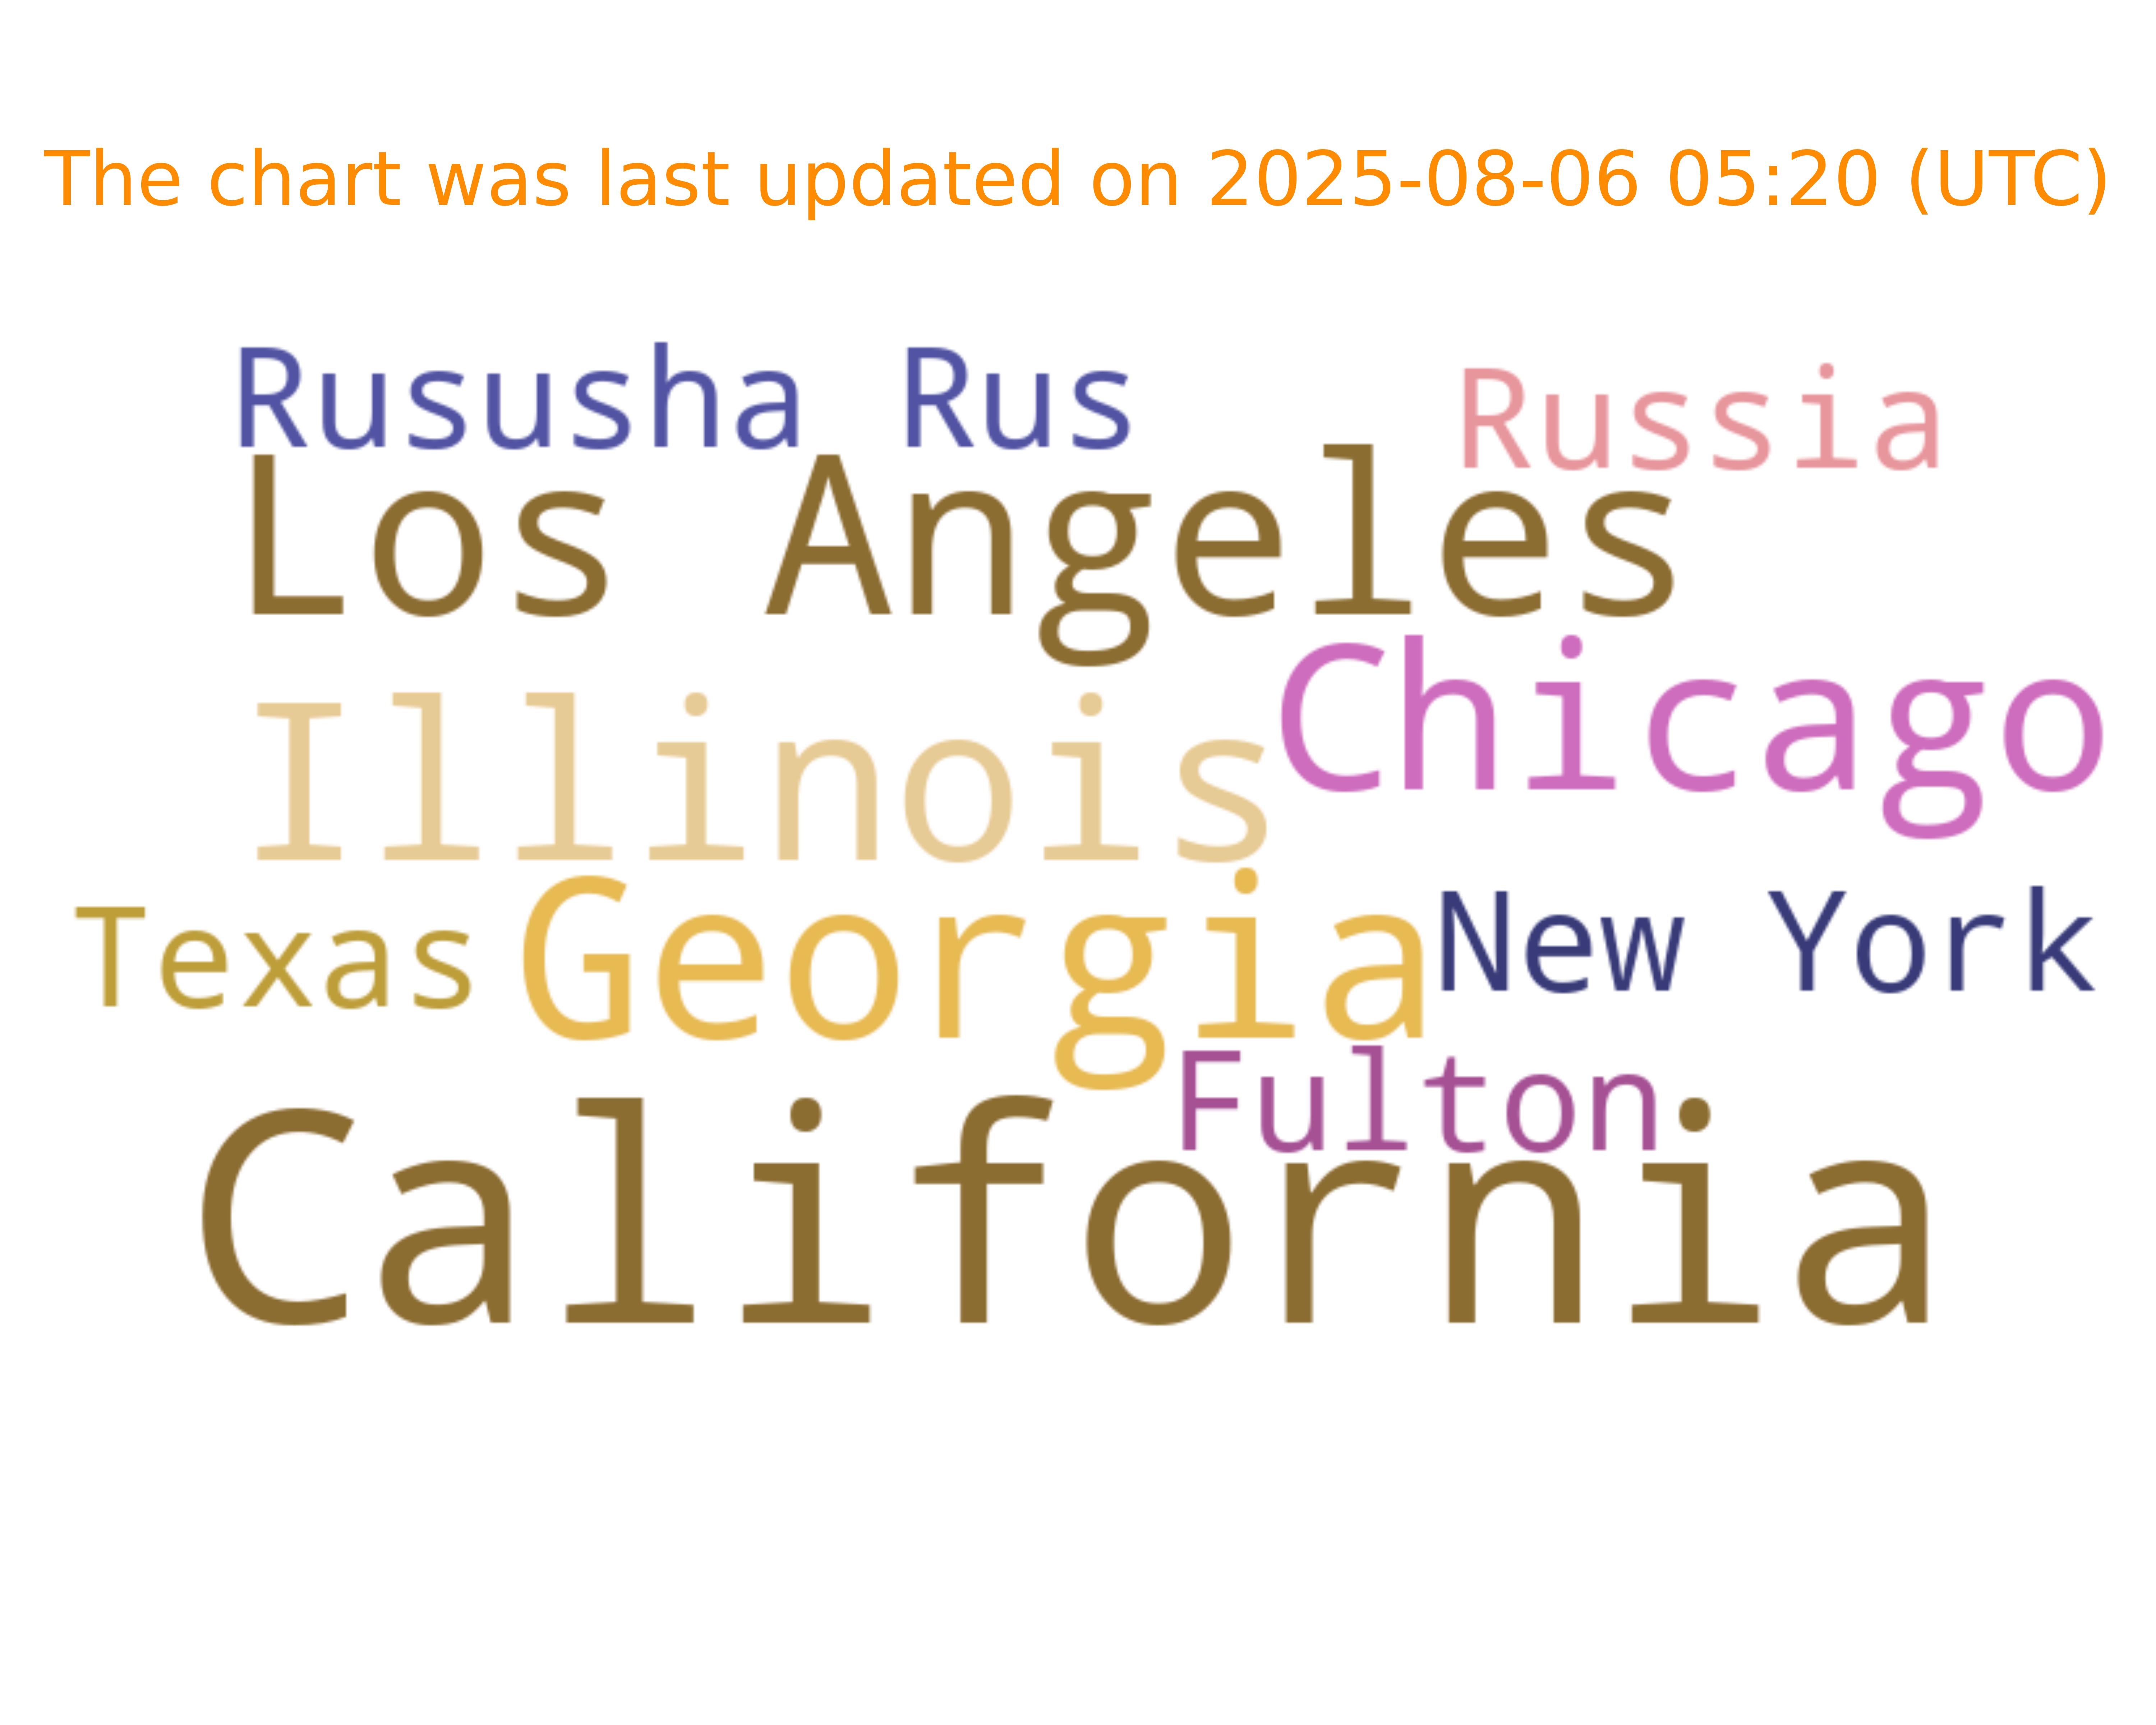 The chart was last updated on 2025-08-06 05:20 (UTC)
Rususha Rus
Russia
Los Angeles
Chicago
Illinois
Texas
Georgia
New York
Fulton
California